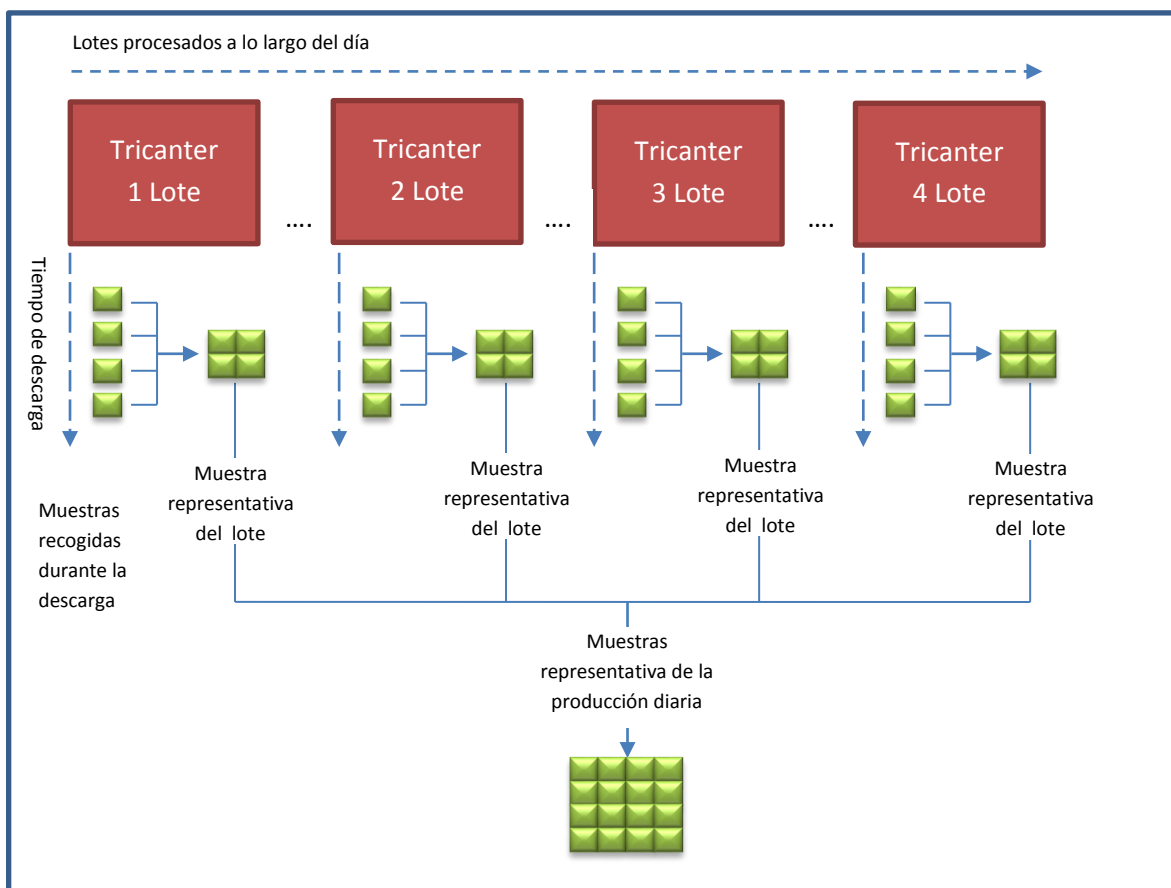 Lotes procesados a lo largo del día
Tricanter
1 Lote
....
Tricanter
2 Lote
....
Tricanter
3 Lote
....
Tricanter
4 Lote
Tiempo de descarga
Muestras
recogidas
durante la
descarga
Muestra
representativa
del lote
Muestra
representativa
del lote
Muestra
representativa
del lote
Muestra
representativa
del lote
Muestras
representativa de la
producción diaria